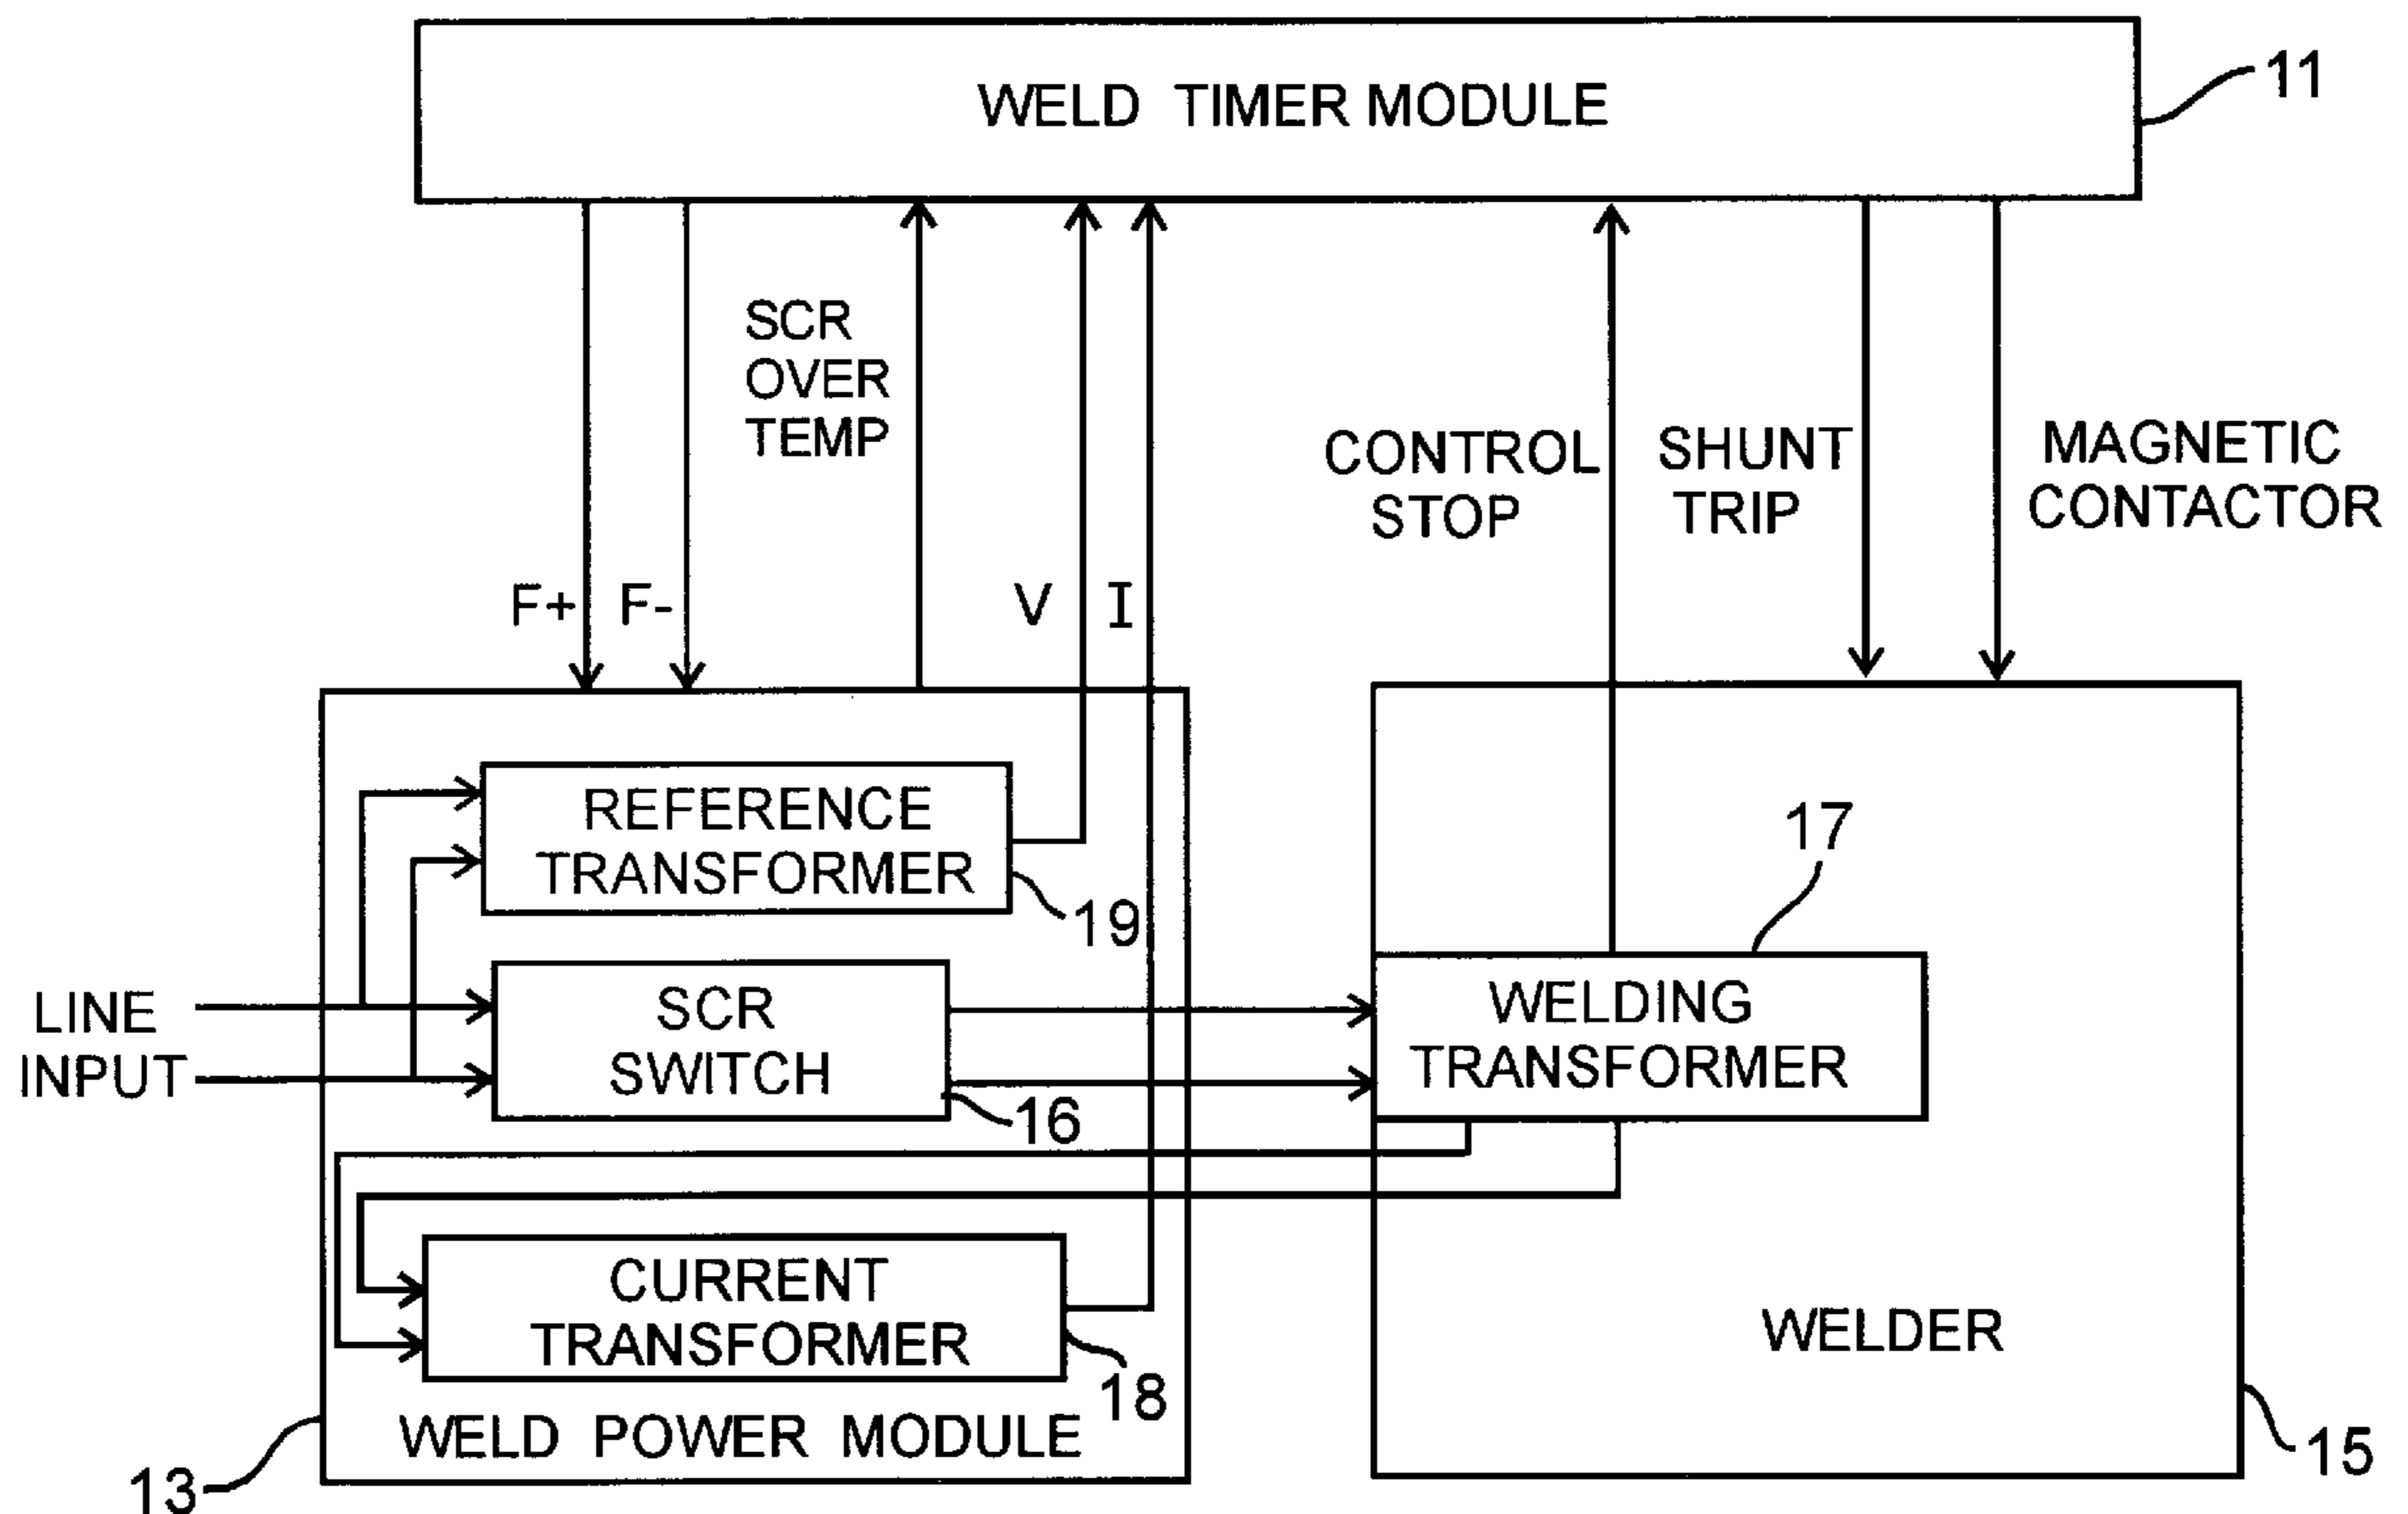 WELD TIMER MODULE
11
SCR
OVER
TEMP
CONTROL
STOP
SHUNT
TRIP
MAGNETIC
CONTACTOR
F+
F-
V
I
REFERENCE
TRANSFORMER
19
17
LINE
INPUT
SCR
SWITCH
16
WELDING
TRANSFORMER
CURRENT
TRANSFORMER
18
WELD POWER MODULE
13
WELDER
15